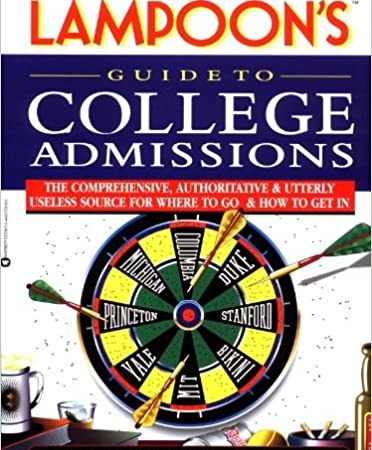 LAMPOON'S
TM
GUIDE TO
COLLEGE
ADMISSIONS
THE COMPREHENSIVE, AUTHORITATIVE & UTTERLY
USELESS SOURCE FOR WHERE TO GO & HOW TO GET IN
COLUMBIA
DUKE
STANFORD
BIKINI
MIT
YALE
PRINCETON
MICHIGAN